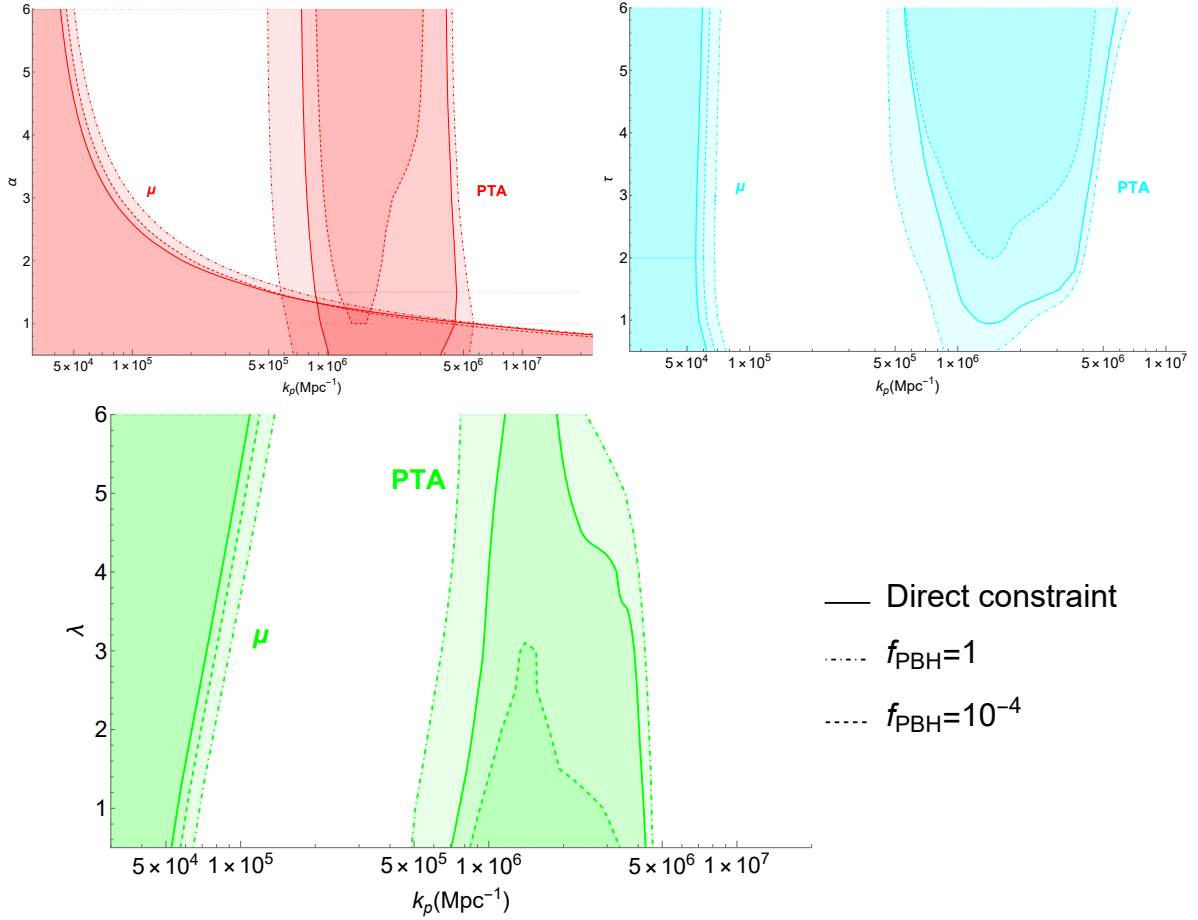 6
5
4
3
2
1
α
μ
PTA
5×10⁴
1×10⁵
5×10⁵
1×10⁶
5×10⁶
1×10⁷
kₚ(Mpc⁻¹)
6
5
4
3
2
1
τ
μ
PTA
5×10⁴
1×10⁵
5×10⁵
1×10⁶
5×10⁶
1×10⁷
kₚ(Mpc⁻¹)
6
5
4
3
2
1
λ
PTA
μ
5×10⁴
1×10⁵
5×10⁵
1×10⁶
5×10⁶
1×10⁷
kₚ(Mpc⁻¹)
Direct constraint
f_PBH=1
f_PBH=10⁻⁴